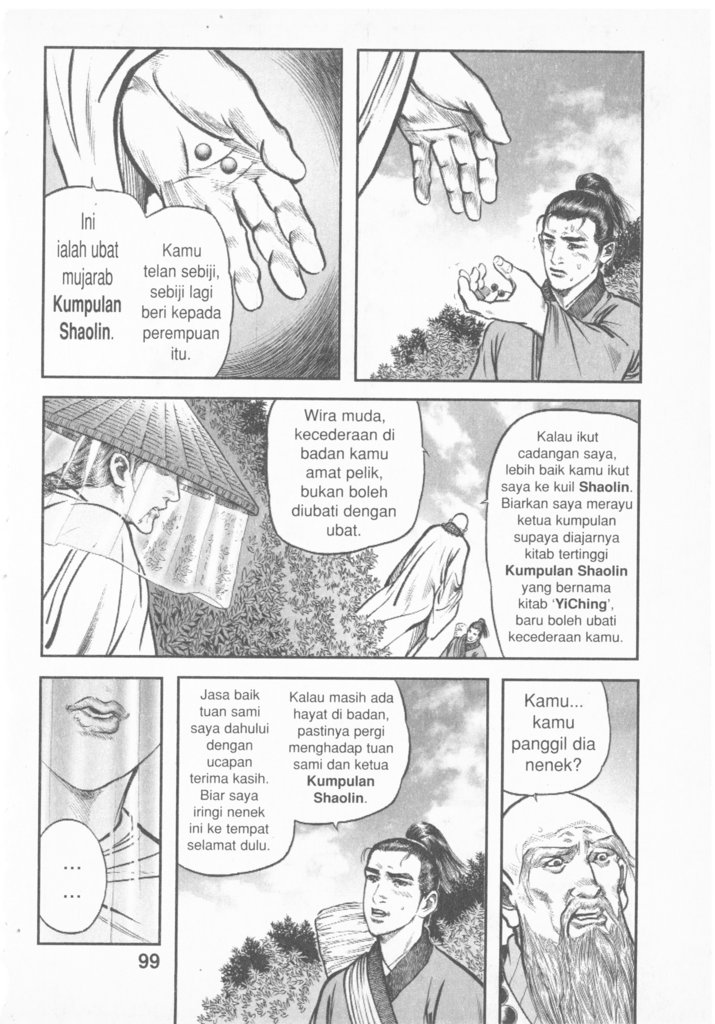 Ini
ialah ubat
mujarab
Kumpulan
Shaolin.
Kamu
telan sebiji,
sebiji lagi
beri kepada
perempuan
itu.
Wira muda,
kecederaan di
badan kamu
amat pelik,
bukan boleh
diubati dengan
ubat.
Kalau ikut
cadangan saya,
lebih baik kamu ikut
saya ke kuil Shaolin.
Biarkan saya merayu
ketua kumpulan
supaya diajarnya
kitab tertinggi
Kumpulan Shaolin
yang bernama
kitab ‘YiChing’,
baru boleh ubati
kecederaan kamu.
...
...
Jasa baik
tuan sami
saya dahului
dengan
ucapan
terima kasih.
Biar saya
iringi nenek
ini ke tempat
selamat dulu.
Kalau masih ada
hayat di badan,
pastinya pergi
menghadap tuan
sami dan ketua
Kumpulan
Shaolin.
Kamu...
kamu
panggil dia
nenek?
99